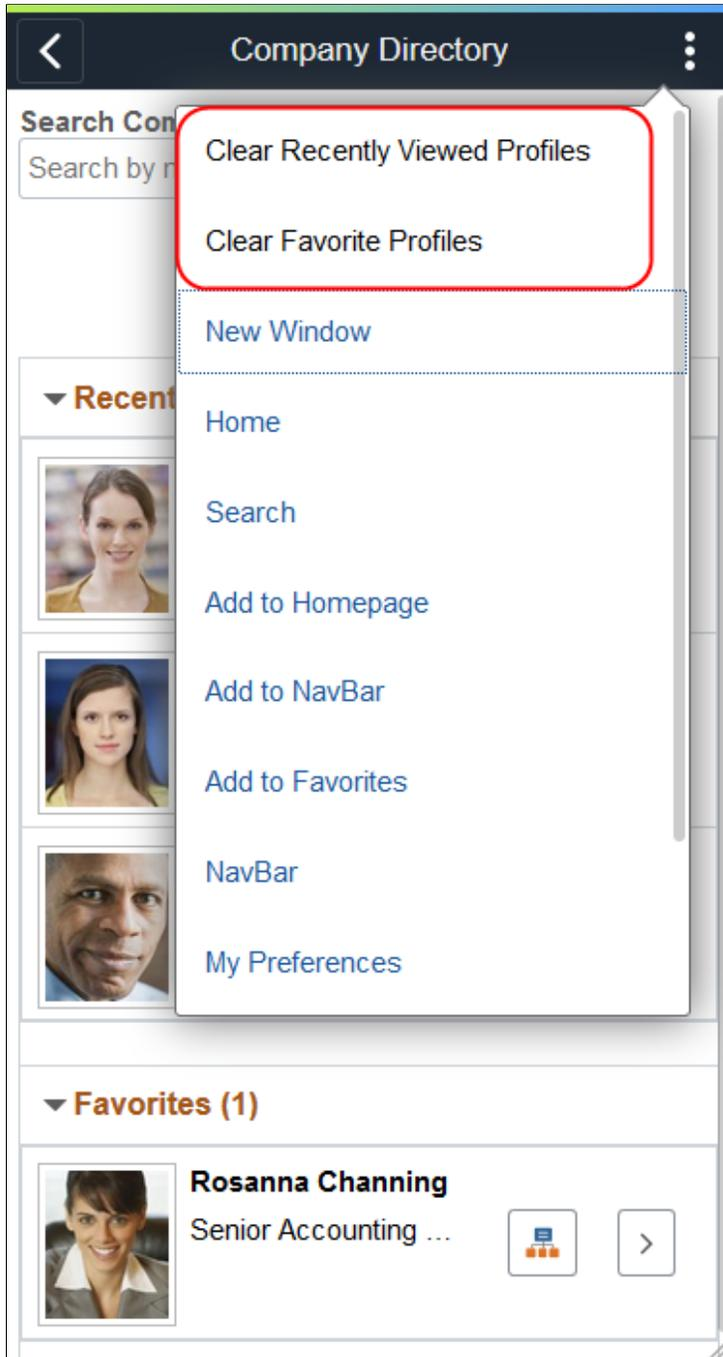 Company Directory
Search Con
Search by
Clear Recently Viewed Profiles
Clear Favorite Profiles
New Window
Home
Search
Add to Homepage
Add to NavBar
Add to Favorites
NavBar
My Preferences
Recent
Favorites (1)
Rosanna Channing
Senior Accounting ...